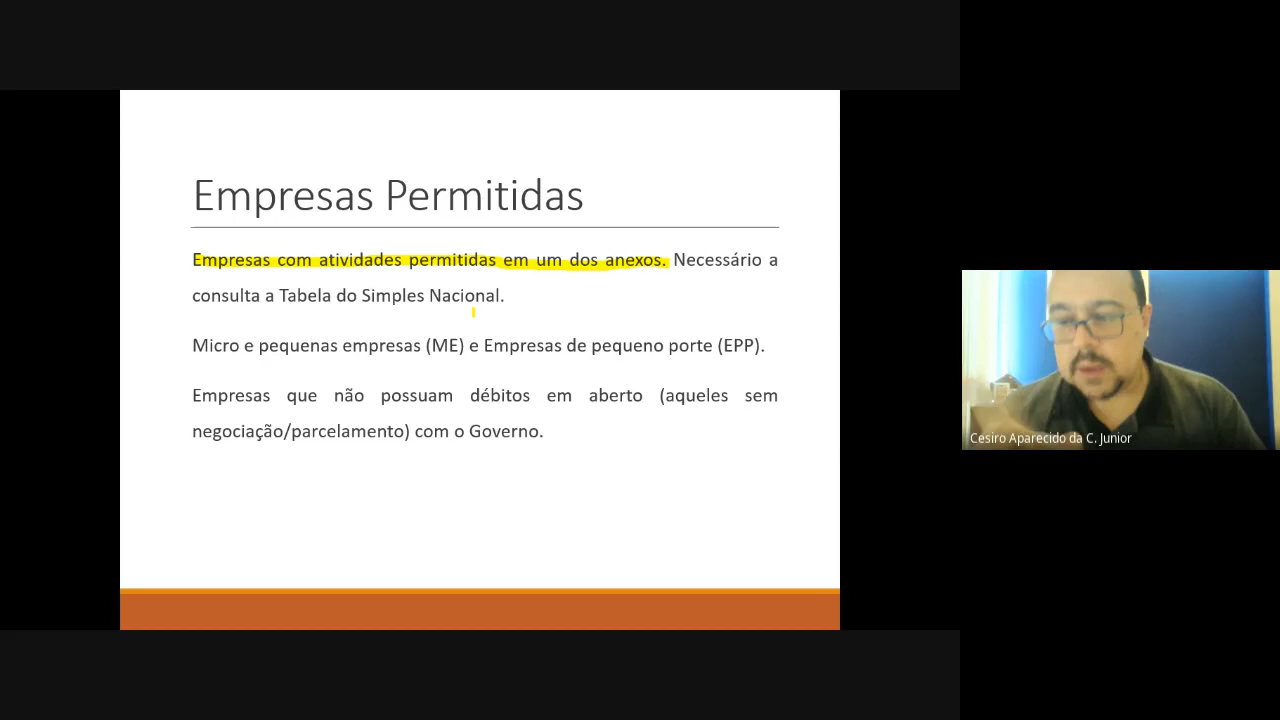 Empresas Permitidas
Empresas com atividades permitidas em um dos anexos. Necessário a
consulta a Tabela do Simples Nacional.
Micro e pequenas empresas (ME) e Empresas de pequeno porte (EPP).
Empresas que não possuam débitos em aberto (aqueles sem
negociação/parcelamento) com o Governo.
Cesiro Aparecido da C. Junior